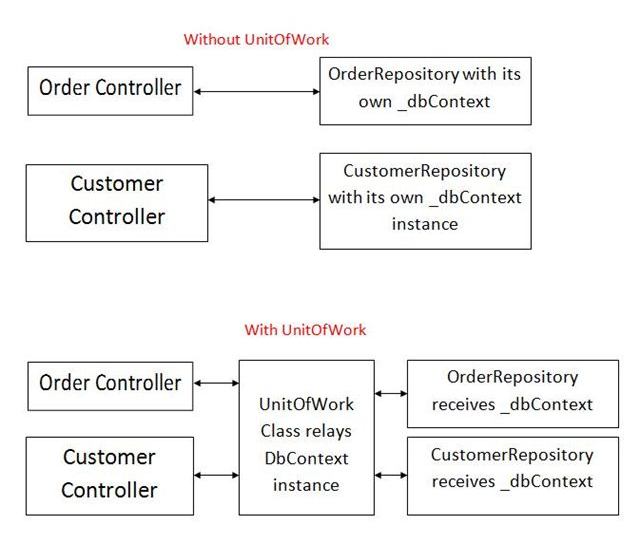 Without UnitOfWork
Order Controller
OrderRepository with its
own _dbContext
Customer
Controller
CustomerRepository
with its own _dbContext
instance
With UnitOfWork
Order Controller
Customer
Controller
UnitOfWork
Class relays
DbContext
instance
OrderRepository
receives _dbContext
CustomerRepository
receives _dbContext